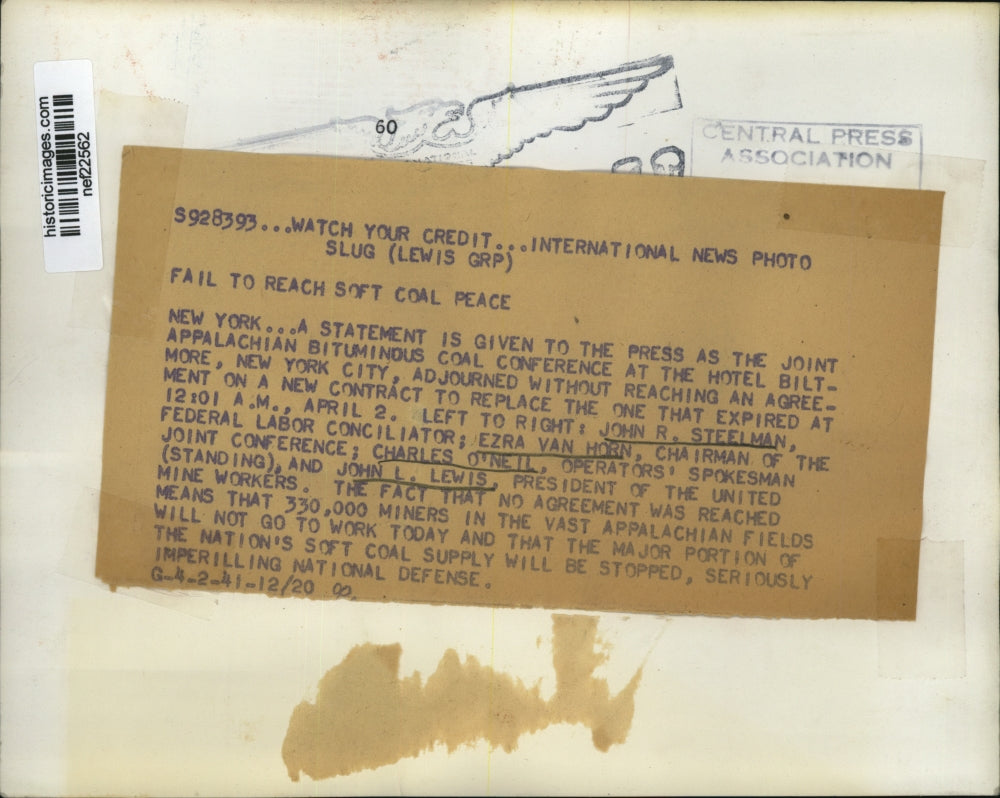 historicimages.com
nef22562
60
CENTRAL PRESS
ASSOCIATION
S928393...WATCH YOUR CREDIT...INTERNATIONAL NEWS PHOTO
SLUG (LEWIS GRP)
FAIL TO REACH SOFT COAL PEACE
NEW YORK...A STATEMENT IS GIVEN TO THE PRESS AS THE JOINT
APPALACHIAN BITUMINOUS COAL CONFERENCE AT THE HOTEL BILT-
MORE, NEW YORK CITY, ADJOURNED WITHOUT REACHING AN AGREE-
MENT ON A NEW CONTRACT TO REPLACE THE ONE THAT EXPIRED AT
12:01 A.M., APRIL 2. LEFT TO RIGHT: JOHN R. STEELMAN,
FEDERAL LABOR CONCILIATOR; EZRA VAN HORN, CHAIRMAN OF THE
JOINT CONFERENCE; CHARLES O'NEIL, OPERATORS' SPOKESMAN
(STANDING), AND JOHN L. LEWIS, PRESIDENT OF THE UNITED
MINE WORKERS. THE FACT THAT NO AGREEMENT WAS REACHED
MEANS THAT 330,000 MINERS IN THE VAST APPALACHIAN FIELDS
WILL NOT GO TO WORK TODAY AND THAT THE MAJOR PORTION OF
THE NATION'S SOFT COAL SUPPLY WILL BE STOPPED, SERIOUSLY
IMPERILLING NATIONAL DEFENSE.
G-4-2-41-12/20